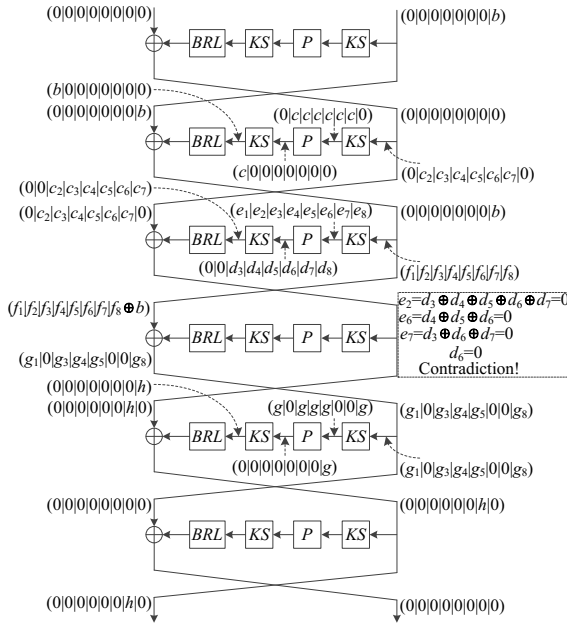 (0|0|0|0|0|0|0|0)
(0|0|0|0|0|0|0|b)
BRL KS P KS
(b|0|0|0|0|0|0|0)
(0|0|0|0|0|0|0|b)
(0|c|c|c|c|c|c|0)
(0|0|0|0|0|0|0|0)
BRL KS P KS
(c|0|0|0|0|0|0|0)
(0|c₂|c₃|c₄|c₅|c₆|c₇|0)
(0|0|c₂|c₃|c₄|c₅|c₆|c₇)
(0|c₂|c₃|c₄|c₅|c₆|c₇|0)
(e₁|e₂|e₃|e₄|e₅|e₆|e₇|e₈)
(0|0|0|0|0|0|0|b)
BRL KS P KS
(0|0|d₃|d₄|d₅|d₆|d₇|d₈)
(f₁|f₂|f₃|f₄|f₅|f₆|f₇|f₈)
(f₁|f₂|f₃|f₄|f₅|f₆|f₇|f₈⊕b)
e₂=d₃⊕d₄⊕d₅⊕d₆⊕d₇=0
e₆=d₄⊕d₅⊕d₆=0
e₇=d₃⊕d₆⊕d₇=0
d₆=0
Contradiction!
BRL KS P KS
(g₁|0|g₃|g₄|g₅|0|0|g₈)
(0|0|0|0|0|0|0|h)
(0|0|0|0|0|0|h|0)
(g|0|g|g|g|0|0|g)
(g₁|0|g₃|g₄|g₅|0|0|g₈)
BRL KS P KS
(0|0|0|0|0|0|0|g)
(g₁|0|g₃|g₄|g₅|0|0|g₈)
(0|0|0|0|0|0|0|0)
(0|0|0|0|0|0|h|0)
BRL KS P KS
(0|0|0|0|0|0|h|0)
(0|0|0|0|0|0|0|0)